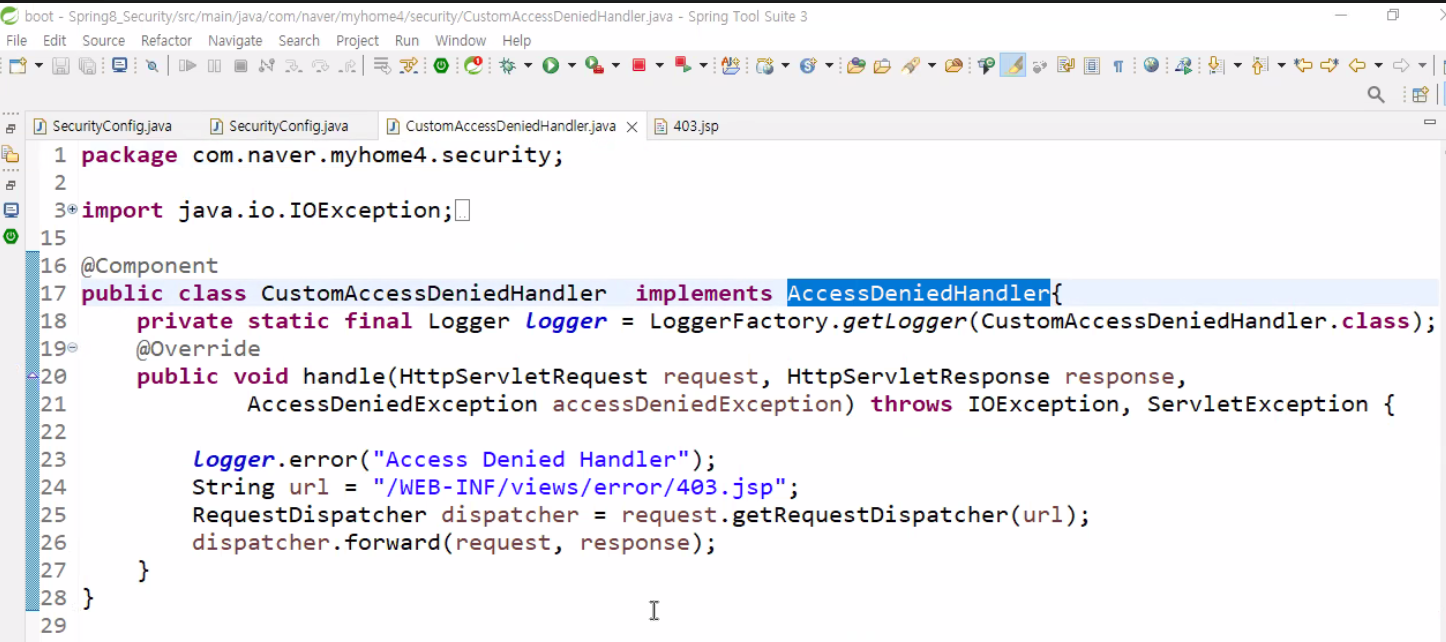 boot - Spring8_Security/src/main/java/com/naver/myhome4/security/CustomAccessDeniedHandler.java - Spring Tool Suite 3
File Edit Source Refactor Navigate Search Project Run Window Help
SecurityConfig.java SecurityConfig.java CustomAccessDeniedHandler.java 403.jsp
1 package com.naver.myhome4.security;
2
3 import java.io.IOException;
15
16 @Component
17 public class CustomAccessDeniedHandler  implements AccessDeniedHandler{
18     private static final Logger logger = LoggerFactory.getLogger(CustomAccessDeniedHandler.class);
19     @Override
20     public void handle(HttpServletRequest request, HttpServletResponse response,
21             AccessDeniedException accessDeniedException) throws IOException, ServletException {
22
23         logger.error("Access Denied Handler");
24         String url = "/WEB-INF/views/error/403.jsp";
25         RequestDispatcher dispatcher = request.getRequestDispatcher(url);
26         dispatcher.forward(request, response);
27     }
28 }
29